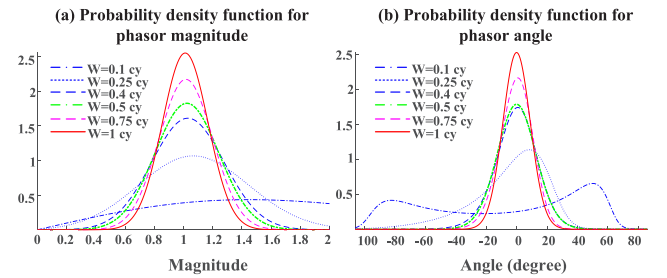 (a) Probability density function for
phasor magnitude
2.5
2
1.5
1
0.5
W=0.1 cy
W=0.25 cy
W=0.4 cy
W=0.5 cy
W=0.75 cy
W=1 cy
0 0.2 0.4 0.6 0.8 1 1.2 1.4 1.6 1.8 2
Magnitude
(b) Probability density function for
phasor angle
2.5
2
1.5
1
0.5
W=0.1 cy
W=0.25 cy
W=0.4 cy
W=0.5 cy
W=0.75 cy
W=1 cy
100 -80 -60 -40 -20 0 20 40 60 80
Angle (degree)